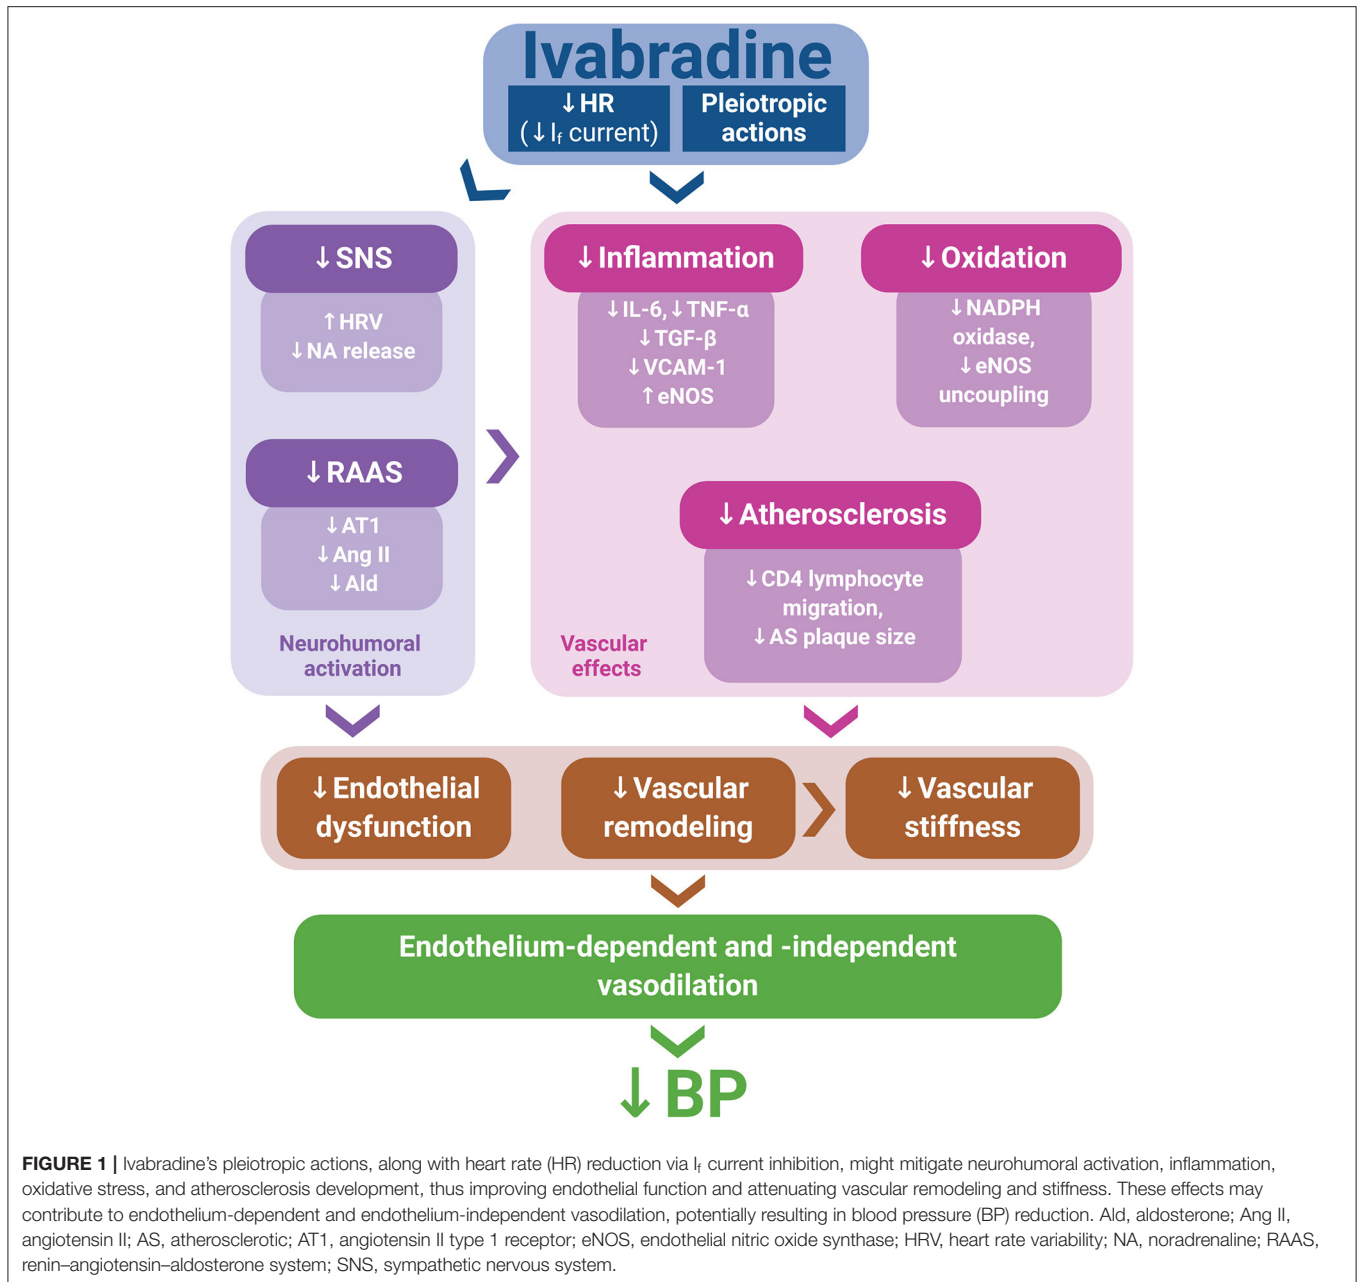 Ivabradine
↓HR
(↓If current)
Pleiotropic
actions
↓SNS
↑HRV
↓NA release
↓RAAS
↓AT1
↓Ang II
↓Ald
Neurohumoral
activation
↓Inflammation
↓IL-6,↓TNF-α
↓TGF-β
↓VCAM-1
↑eNOS
↓Oxidation
↓NADPH
oxidase,
↓eNOS
uncoupling
↓Atherosclerosis
↓CD4 lymphocyte
migration,
↓AS plaque size
Vascular
effects
↓Endothelial
dysfunction
↓Vascular
remodeling
↓Vascular
stiffness
Endothelium-dependent and -independent
vasodilation
↓BP
FIGURE 1 | Ivabradine's pleiotropic actions, along with heart rate (HR) reduction via If current inhibition, might mitigate neurohumoral activation, inflammation,
oxidative stress, and atherosclerosis development, thus improving endothelial function and attenuating vascular remodeling and stiffness. These effects may
contribute to endothelium-dependent and endothelium-independent vasodilation, potentially resulting in blood pressure (BP) reduction. Ald, aldosterone; Ang II,
angiotensin II; AS, atherosclerotic; AT1, angiotensin II type 1 receptor; eNOS, endothelial nitric oxide synthase; HRV, heart rate variability; NA, noradrenaline; RAAS,
renin–angiotensin–aldosterone system; SNS, sympathetic nervous system.